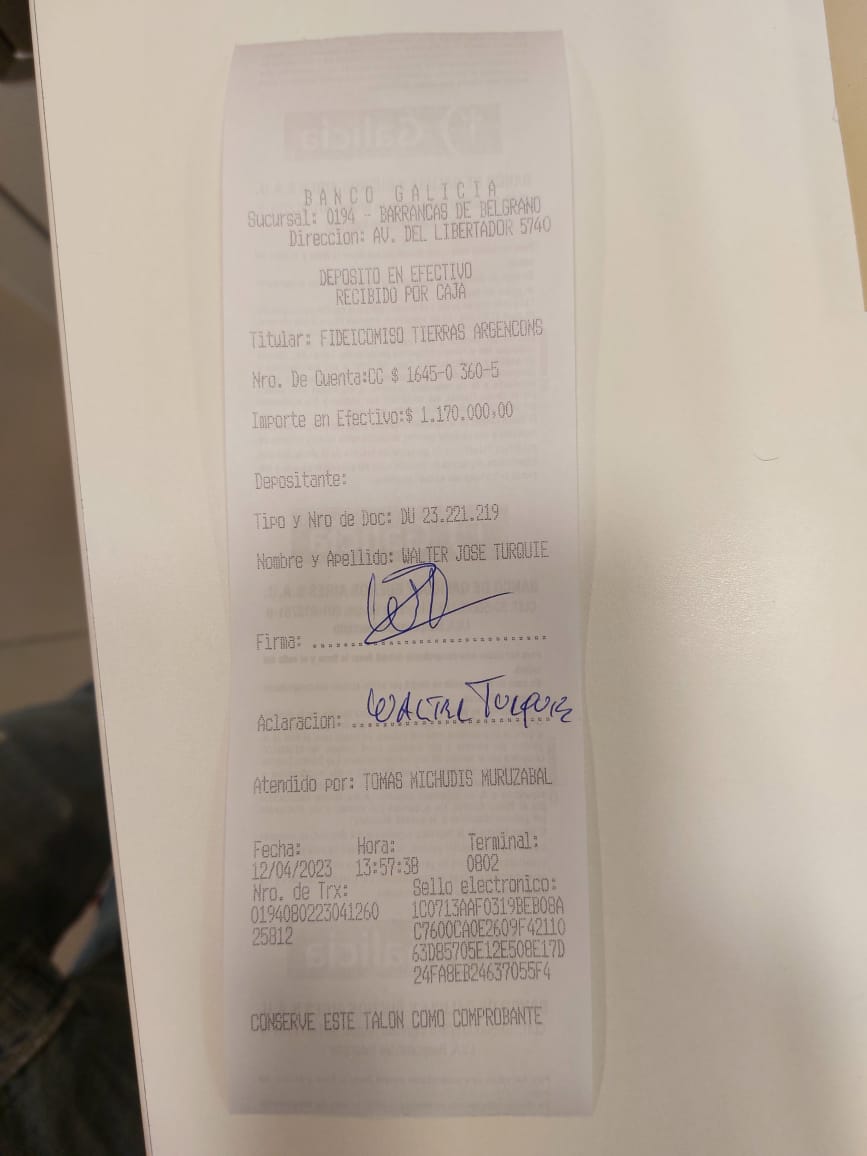 BANCO GALICIA
Sucursal: 0194 - BARRANCAS DE BELGRANO
Direccion: AV. DEL LIBERTADOR 5740
DEPOSITO EN EFECTIVO
RECIBIDO POR CAJA
Titular: FIDEICOMISO TIERRAS ARGENCONS
Nro. De Cuenta:CC $ 1645-0 360-5
Importe en Efectivo:$ 1.170.000,00
Depositante:
Tipo y Nro de Doc: DU 23.221.219
Nombre y Apellido: WALTER JOSE TURQUIE
Firma:
Aclaracion: WALTER TURQUIE
Atendido por: TOMAS MICHUDIS MURUZABAL
Fecha: Hora: Terminal:
12/04/2023 13:57:38 0802
Nro. de Trx: Sello electronico:
0194080223041260 1C0713AAF0319BEB08A
25812 C7600CA0E2609F42110
63D85705E12E508E17D
24FA8EB24637055F4
CONSERVE ESTE TALON COMO COMPROBANTE